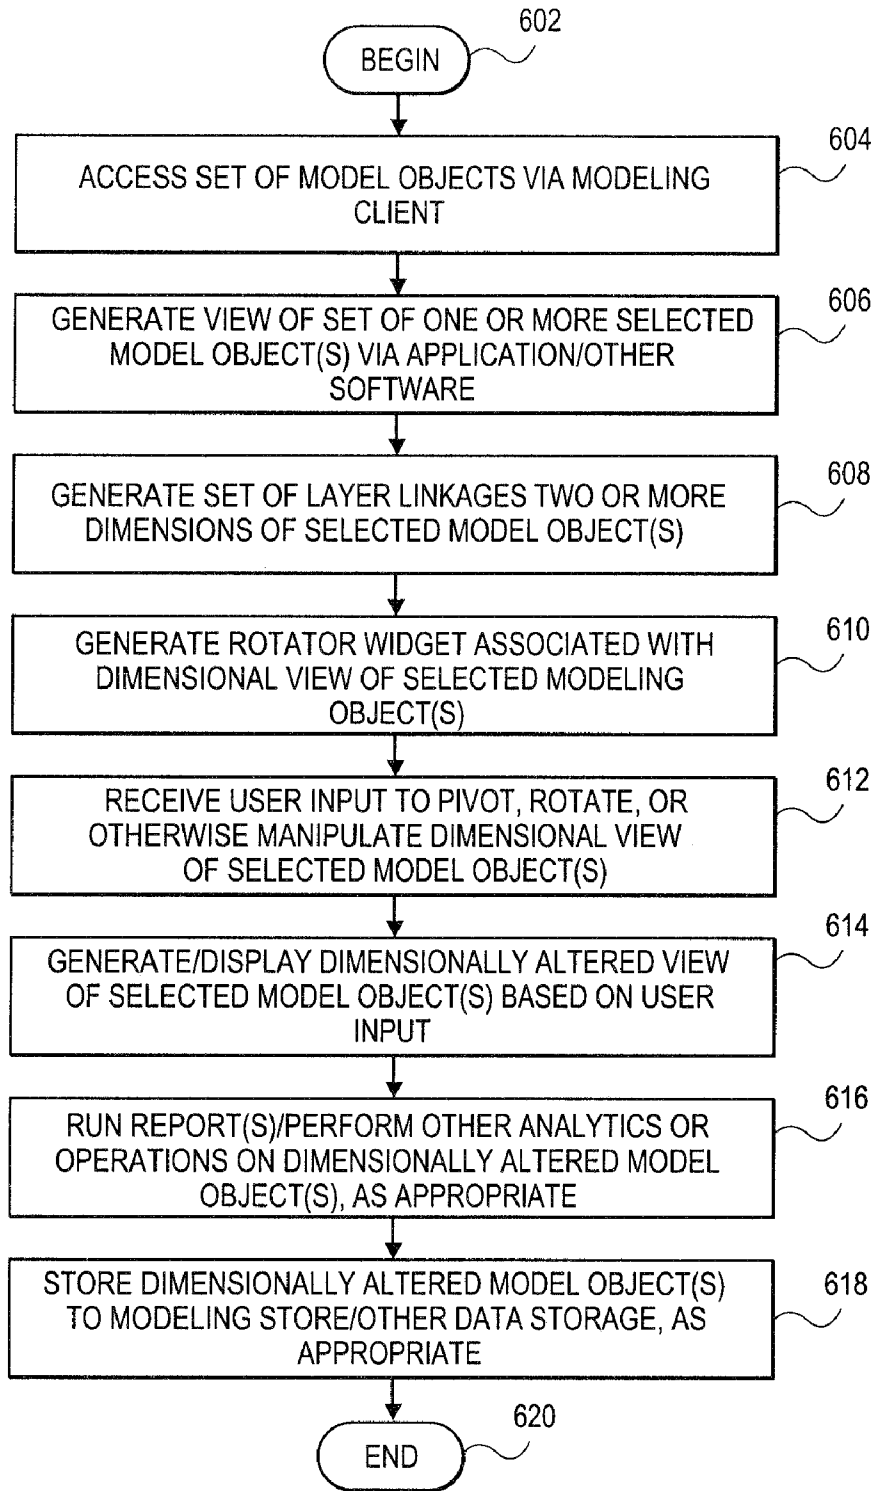 602
BEGIN
604
ACCESS SET OF MODEL OBJECTS VIA MODELING
CLIENT
606
GENERATE VIEW OF SET OF ONE OR MORE SELECTED
MODEL OBJECT(S) VIA APPLICATION/OTHER
SOFTWARE
608
GENERATE SET OF LAYER LINKAGES TWO OR MORE
DIMENSIONS OF SELECTED MODEL OBJECT(S)
610
GENERATE ROTATOR WIDGET ASSOCIATED WITH
DIMENSIONAL VIEW OF SELECTED MODELING
OBJECT(S)
612
RECEIVE USER INPUT TO PIVOT, ROTATE, OR
OTHERWISE MANIPULATE DIMENSIONAL VIEW
OF SELECTED MODEL OBJECT(S)
614
GENERATE/DISPLAY DIMENSIONALLY ALTERED VIEW
OF SELECTED MODEL OBJECT(S) BASED ON USER
INPUT
616
RUN REPORT(S)/PERFORM OTHER ANALYTICS OR
OPERATIONS ON DIMENSIONALLY ALTERED MODEL
OBJECT(S), AS APPROPRIATE
618
STORE DIMENSIONALLY ALTERED MODEL OBJECT(S)
TO MODELING STORE/OTHER DATA STORAGE, AS
APPROPRIATE
620
END